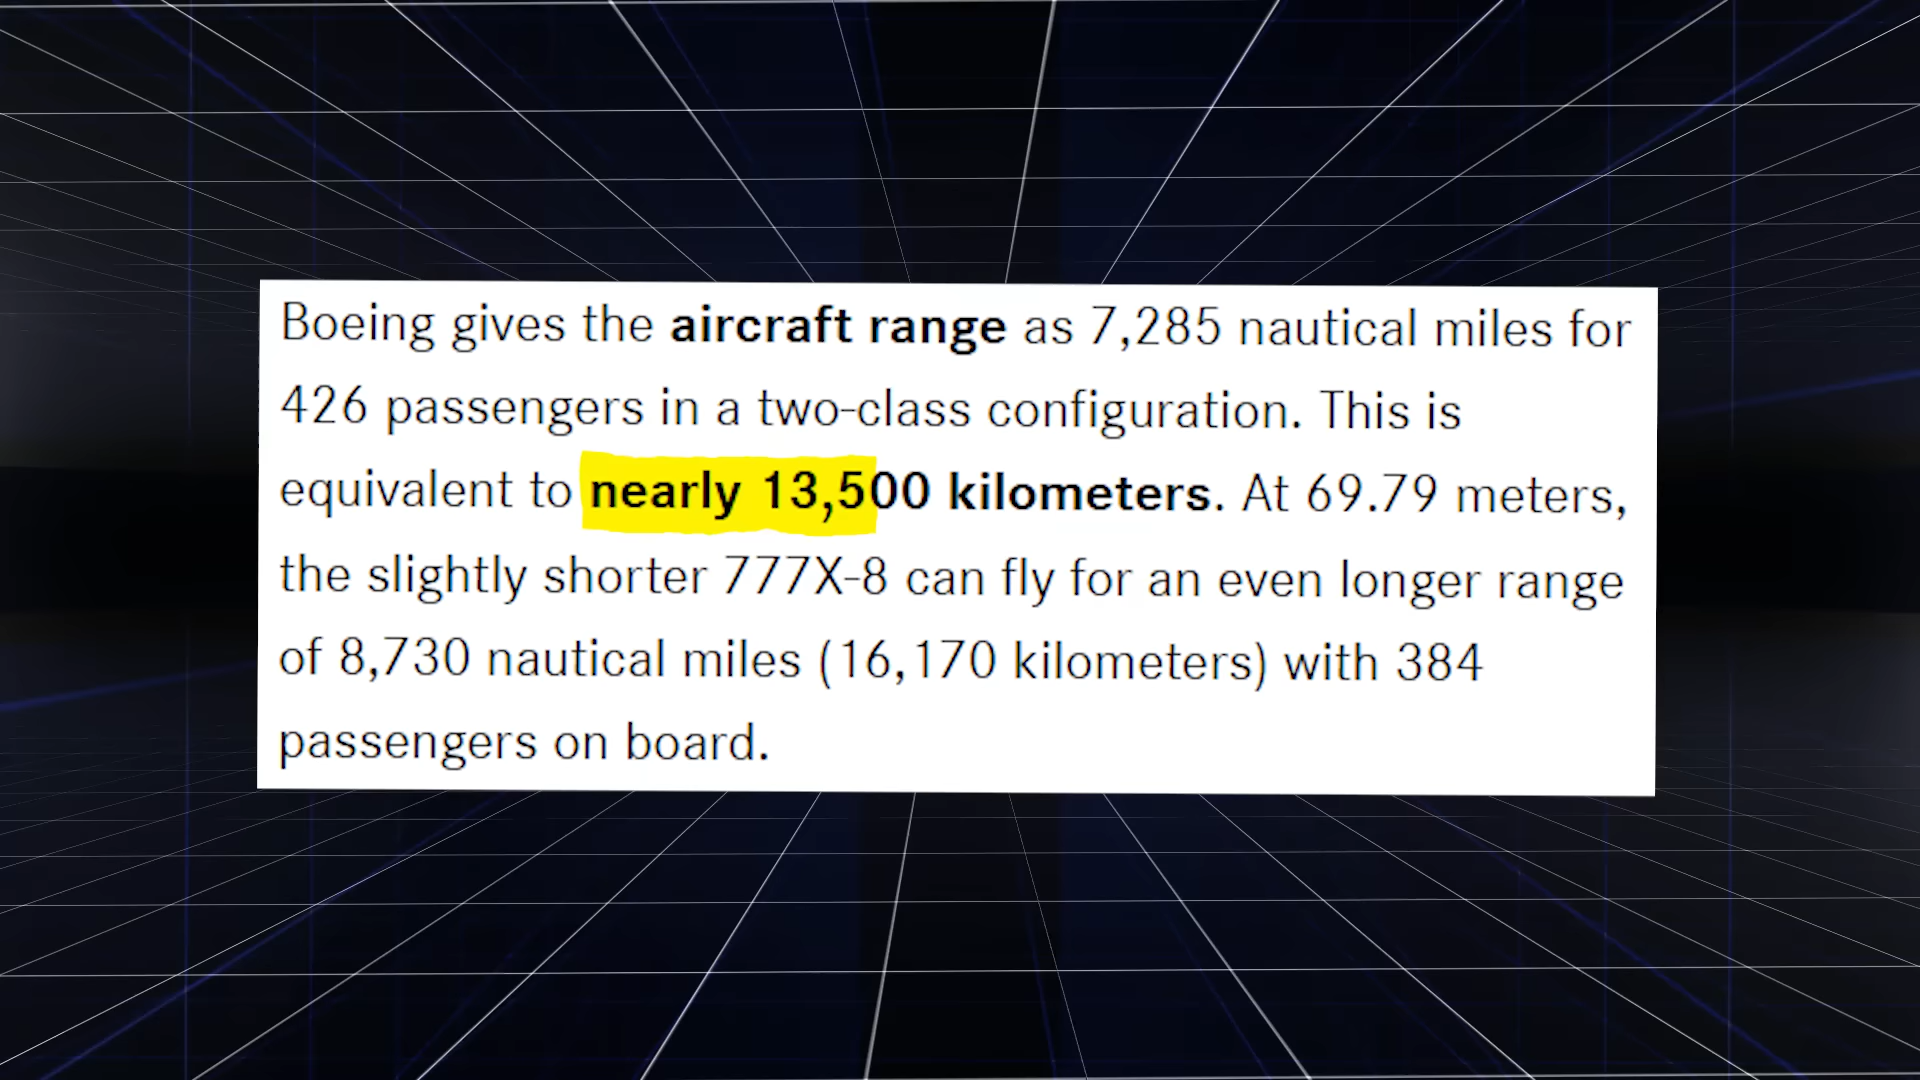 Boeing gives the aircraft range as 7,285 nautical miles for
426 passengers in a two-class configuration. This is
equivalent to nearly 13,500 kilometers. At 69.79 meters,
the slightly shorter 777X-8 can fly for an even longer range
of 8,730 nautical miles (16,170 kilometers) with 384
passengers on board.